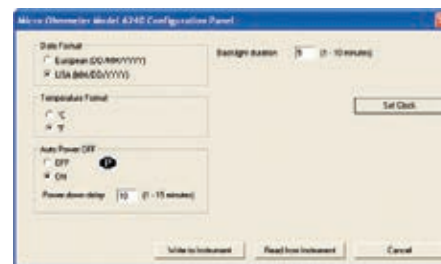 Micro Ohmmeter Model 6240 Configuration Panel
Date Format
European (DD/MM/YYYY)
USA (MM/DD/YYYY)
Backlight duration 5 (1 - 10 minutes)
Temperature Format
°C
°F
Set Clock
Auto Power OFF
OFF
P
ON
Power down delay 10 (1 - 15 minutes)
Write to Instrument Read from Instrument Cancel